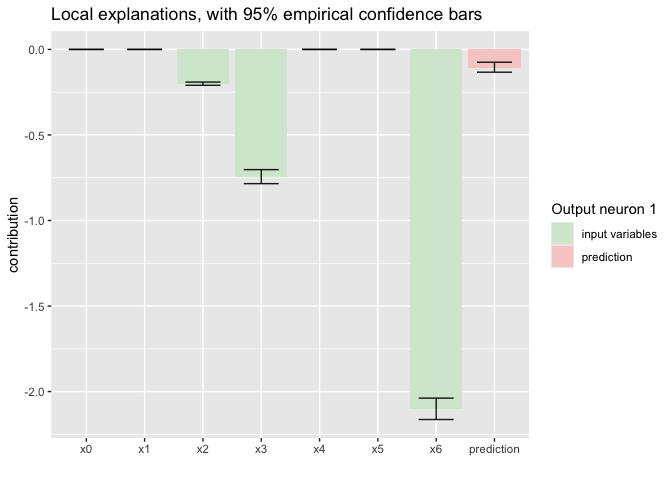 Local explanations, with 95% empirical confidence bars
contribution
0.0
-0.5
-1.0
-1.5
-2.0
x0 x1 x2 x3 x4 x5 x6 prediction
Output neuron 1
input variables
prediction